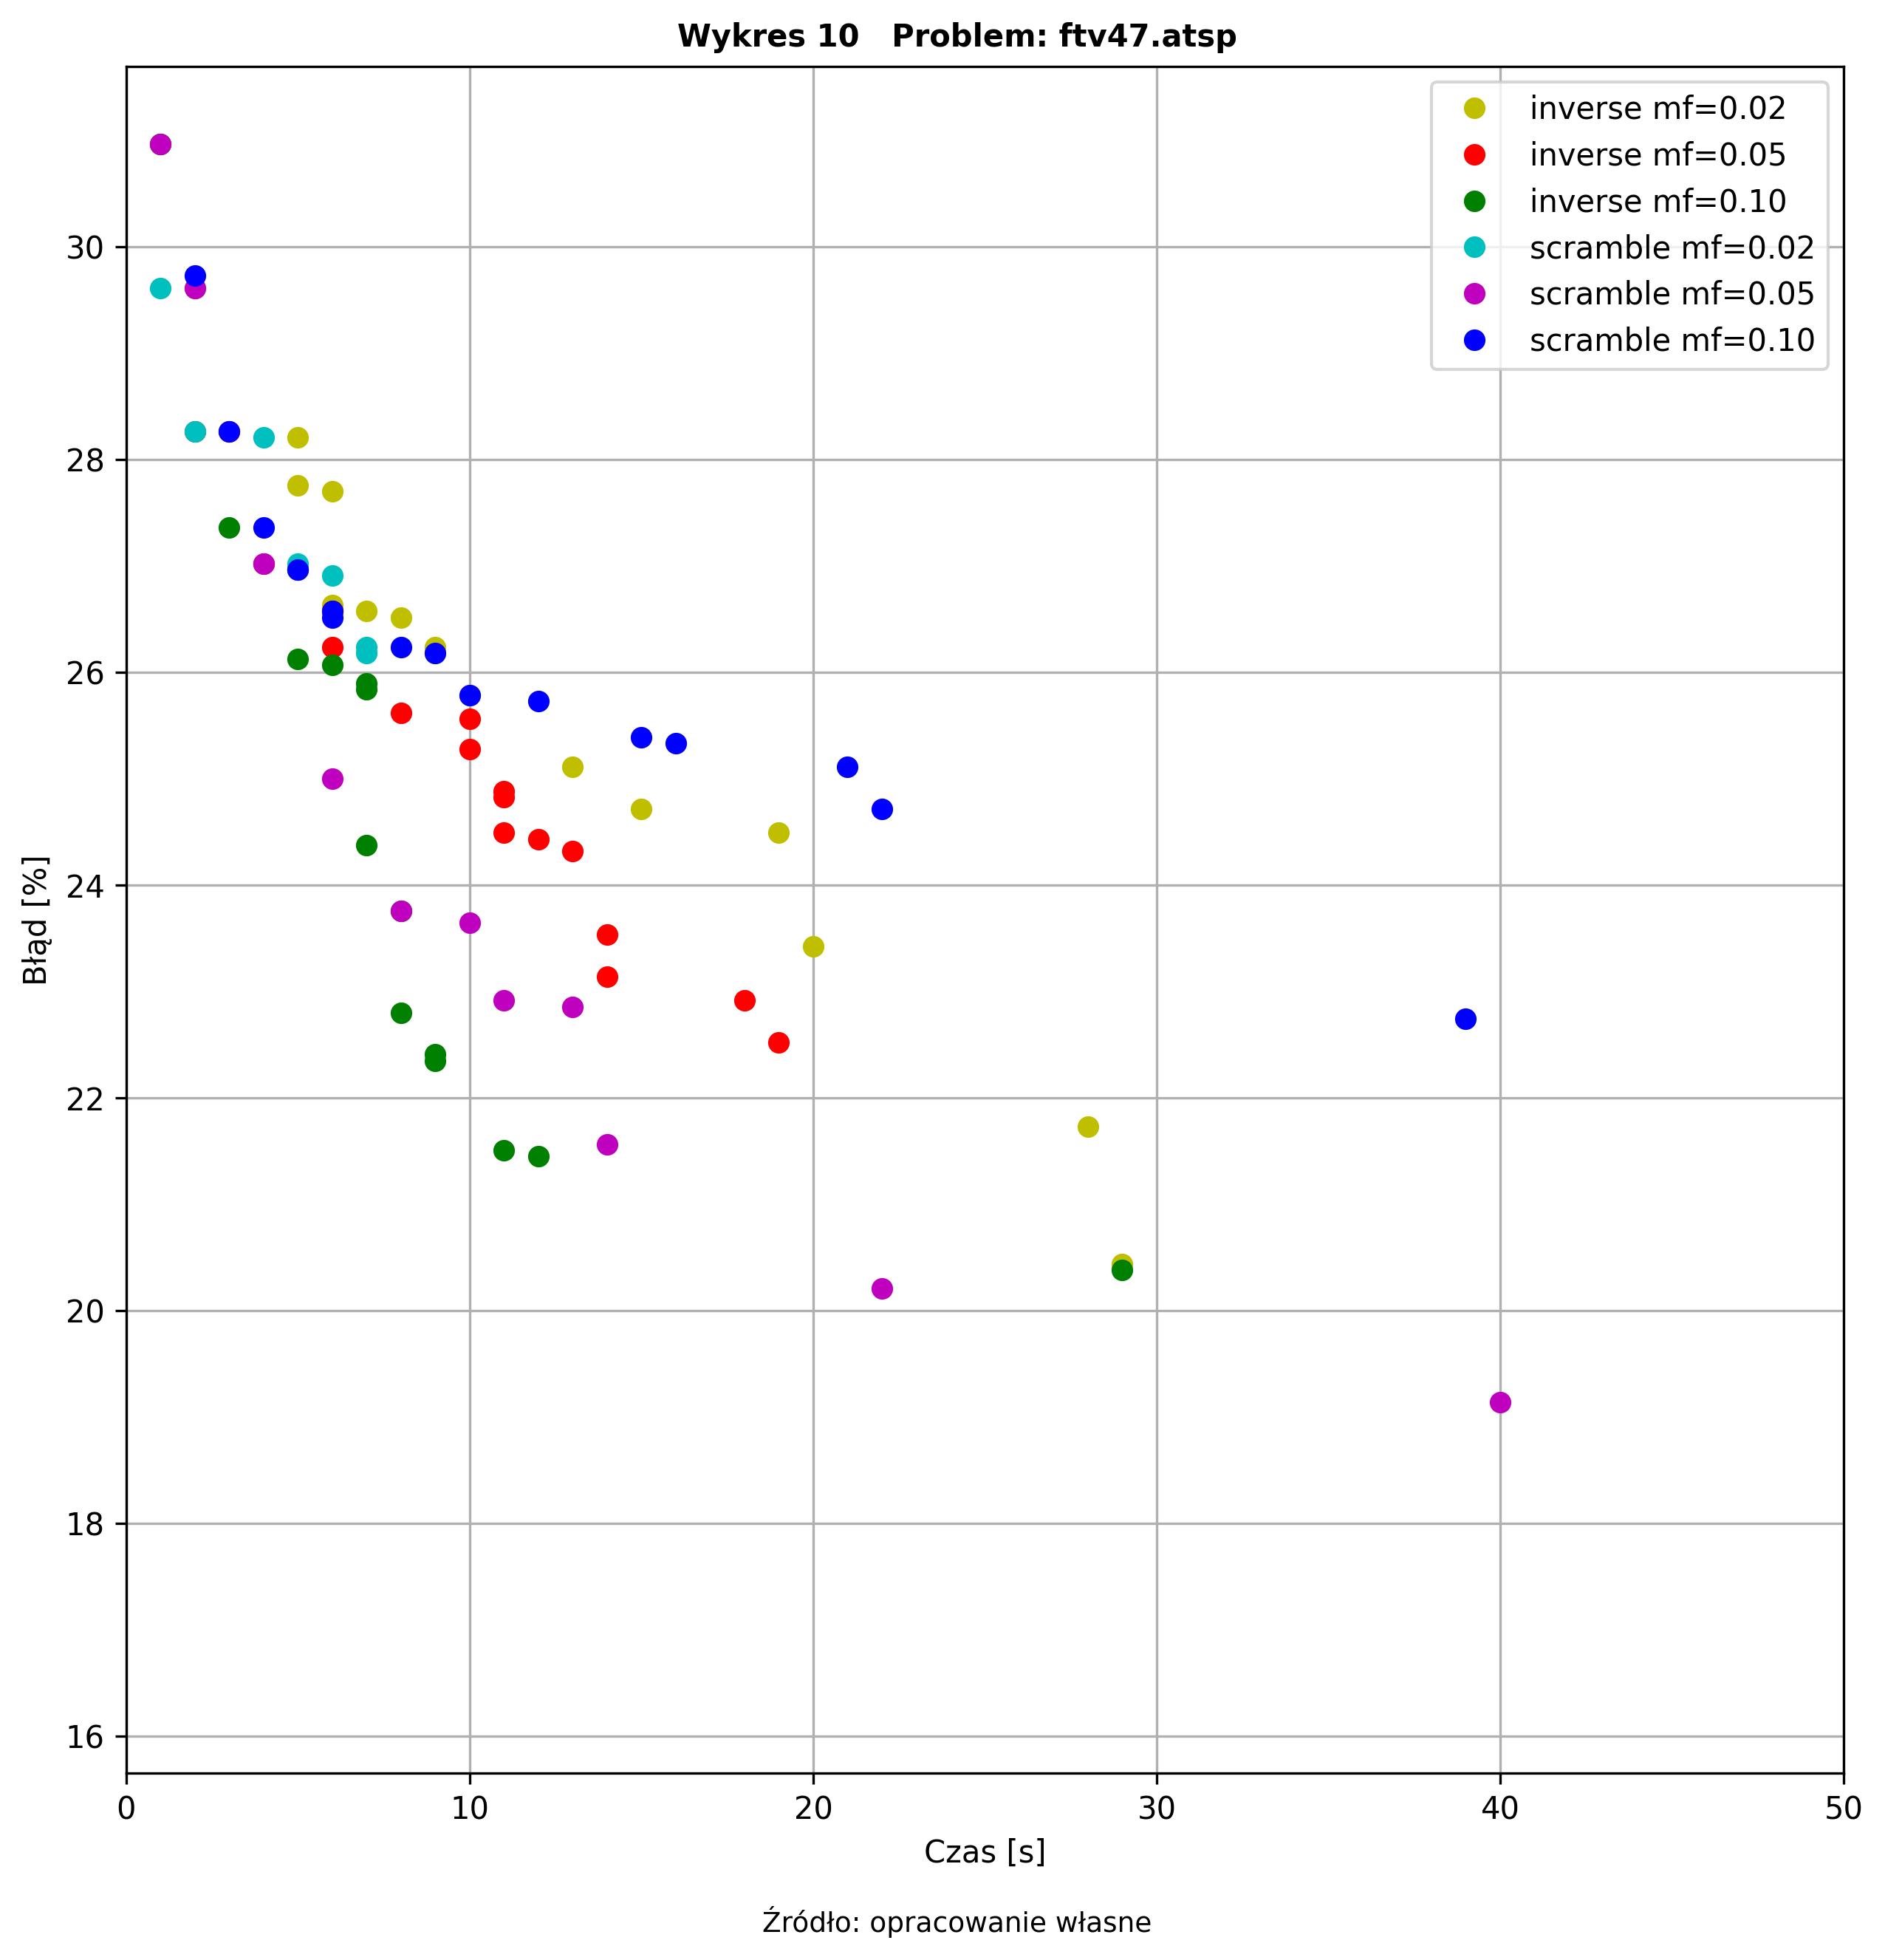 Wykres 10   Problem: ftv47.atsp
inverse mf=0.02
inverse mf=0.05
inverse mf=0.10
scramble mf=0.02
scramble mf=0.05
scramble mf=0.10
Błąd [%]
30
28
26
24
22
20
18
16
0 10 20 30 40 50
Czas [s]
Źródło: opracowanie własne